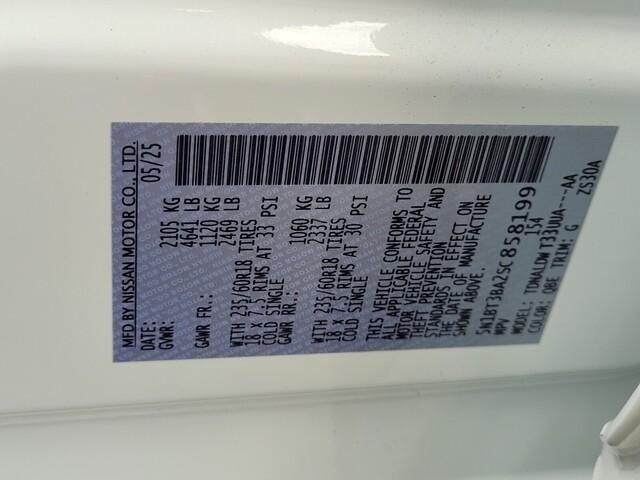 MFD BY NISSAN MOTOR CO., LTD.
DATE: 05/25
GVWR: 2105 KG
4641 LB
GAWR FR.: 1120 KG
2469 LB
WITH 235/60R18 TIRES
18 X 7.5 RIMS AT 33 PSI
COLD SINGLE
GAWR RR.: 1060 KG
2337 LB
WITH 235/60R18 TIRES
18 X 7.5 RIMS AT 30 PSI
COLD SINGLE
THIS VEHICLE CONFORMS TO
ALL APPLICABLE FEDERAL
MOTOR VEHICLE SAFETY AND
THEFT PREVENTION
STANDARDS IN EFFECT ON
THE DATE OF MANUFACTURE
SHOWN ABOVE.
5N1BT3BA2SC858199
MPV IS4
MODEL: TDNALDWT33UUA----AA
COLOR: QBE TRIM: G ZS30A